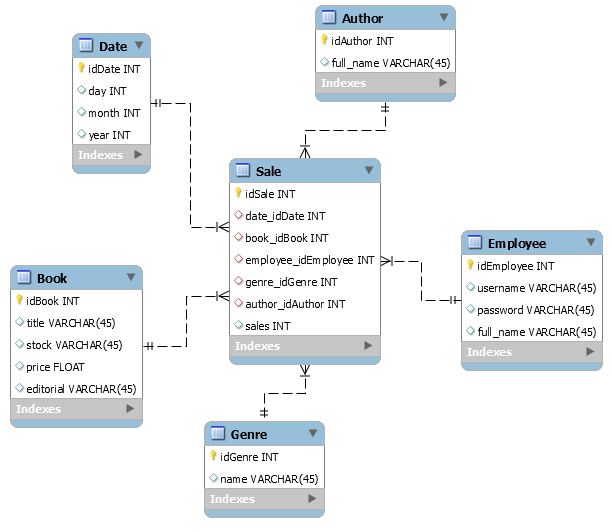 Author
idAuthor INT
full_name VARCHAR(45)
Indexes
Date
idDate INT
day INT
month INT
year INT
Indexes
Sale
idSale INT
date_idDate INT
book_idBook INT
employee_idEmployee INT
genre_idGenre INT
author_idAuthor INT
sales INT
Indexes
Employee
idEmployee INT
username VARCHAR(45)
password VARCHAR(45)
full_name VARCHAR(45)
Indexes
Book
idBook INT
title VARCHAR(45)
stock VARCHAR(45)
price FLOAT
editorial VARCHAR(45)
Indexes
Genre
idGenre INT
name VARCHAR(45)
Indexes